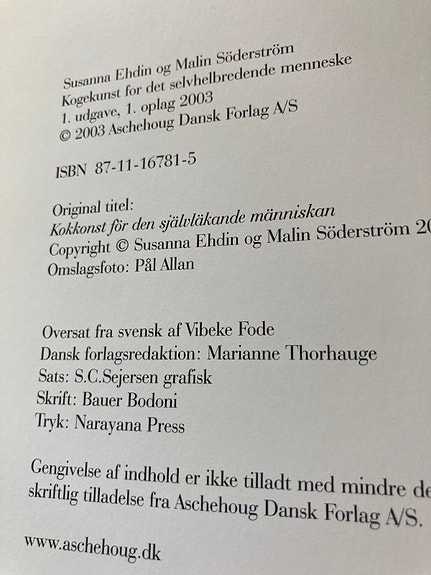 Susanna Ehdin og Malin Söderström
Kogekunst for det selvhelbredende menneske
1. udgave, 1. oplag 2003
© 2003 Aschehoug Dansk Forlag A/S
ISBN 87-11-16781-5
Original titel:
Kokkonst för den självläkande människan
Copyright © Susanna Ehdin og Malin Söderström
Omslagsfoto: Pål Allan
Oversat fra svensk af Vibeke Fode
Dansk forlagsredaktion: Marianne Thorhauge
Sats: S.C.Sejersen grafisk
Skrift: Bauer Bodoni
Tryk: Narayana Press
Gengivelse af indhold er ikke tilladt med mindre
skriftlig tilladelse fra Aschehoug Dansk Forlag A/S.
www.aschehoug.dk